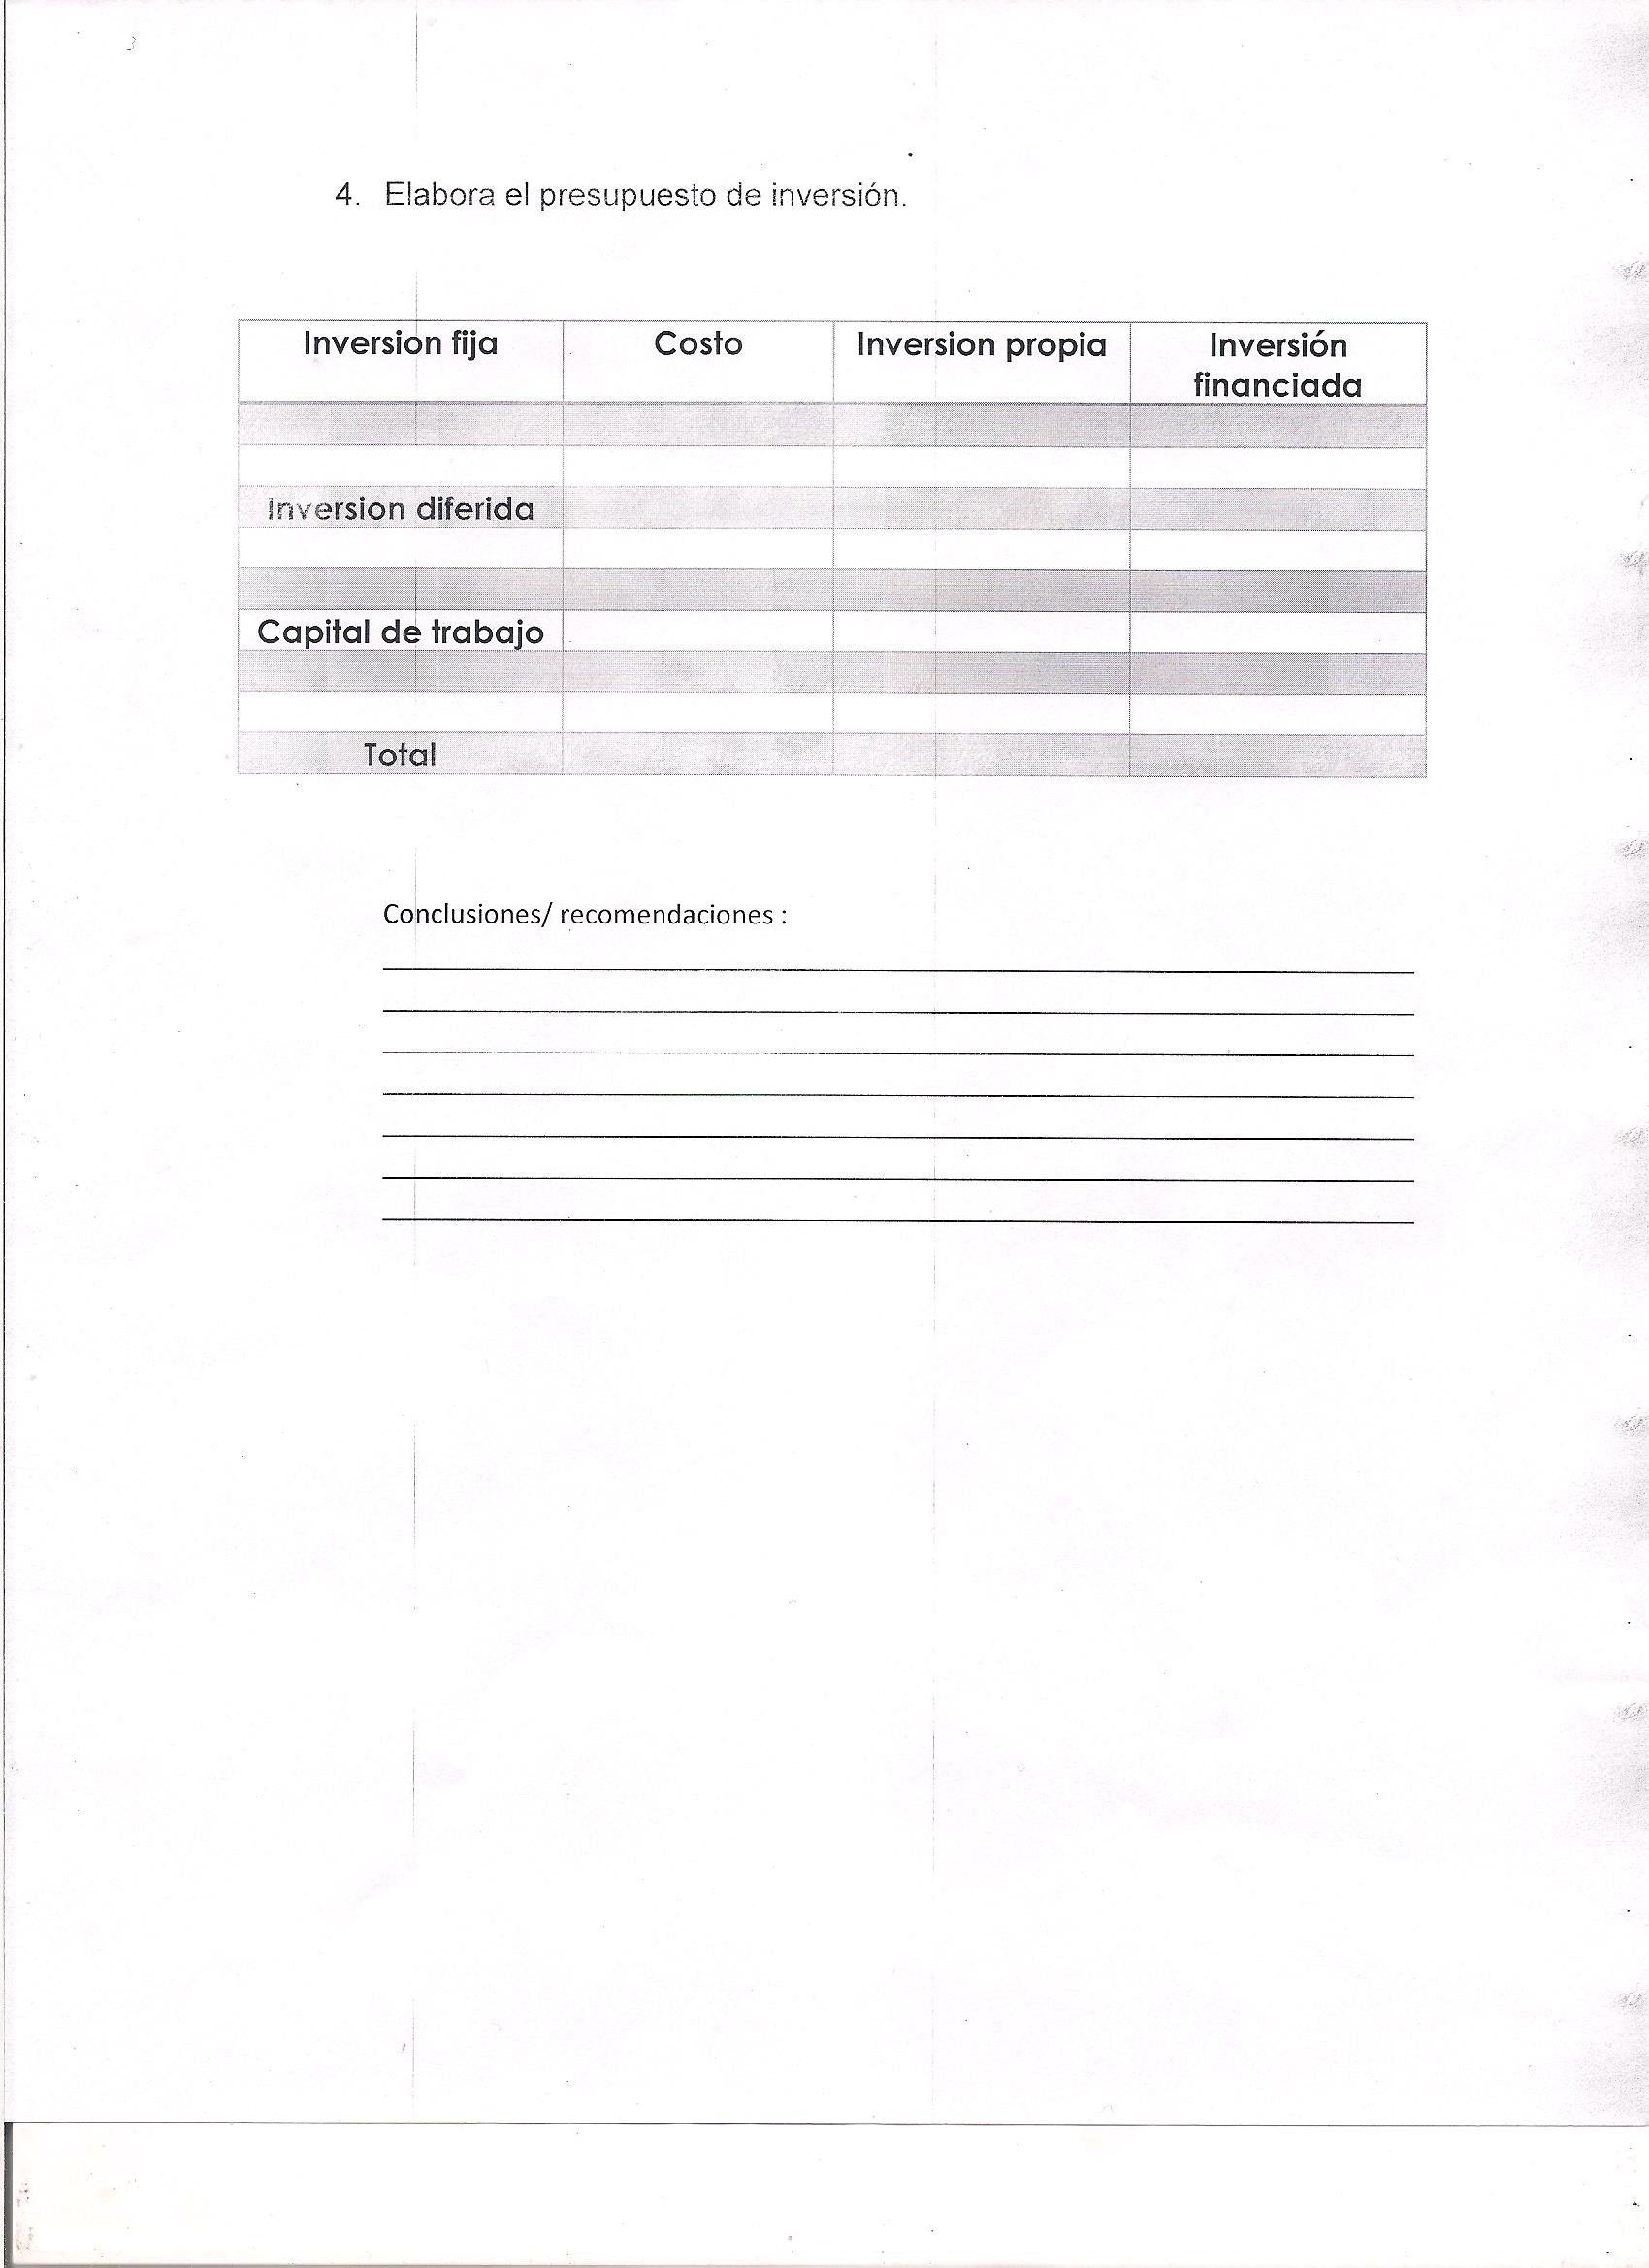 4. Elabora el presupuesto de inversión.
Inversion fija Costo Inversion propia Inversión
financiada
Inversion diferida
Capital de trabajo
Total
Conclusiones/ recomendaciones :